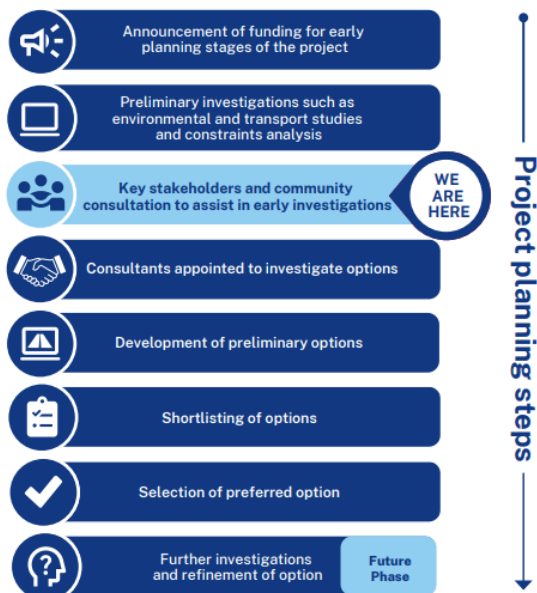 Announcement of funding for early
planning stages of the project
Preliminary investigations such as
environmental and transport studies
and constraints analysis
Key stakeholders and community
consultation to assist in early investigations
WE
ARE
HERE
Consultants appointed to investigate options
Development of preliminary options
Shortlisting of options
Selection of preferred option
Further investigations
and refinement of option
Future
Phase
Project planning steps